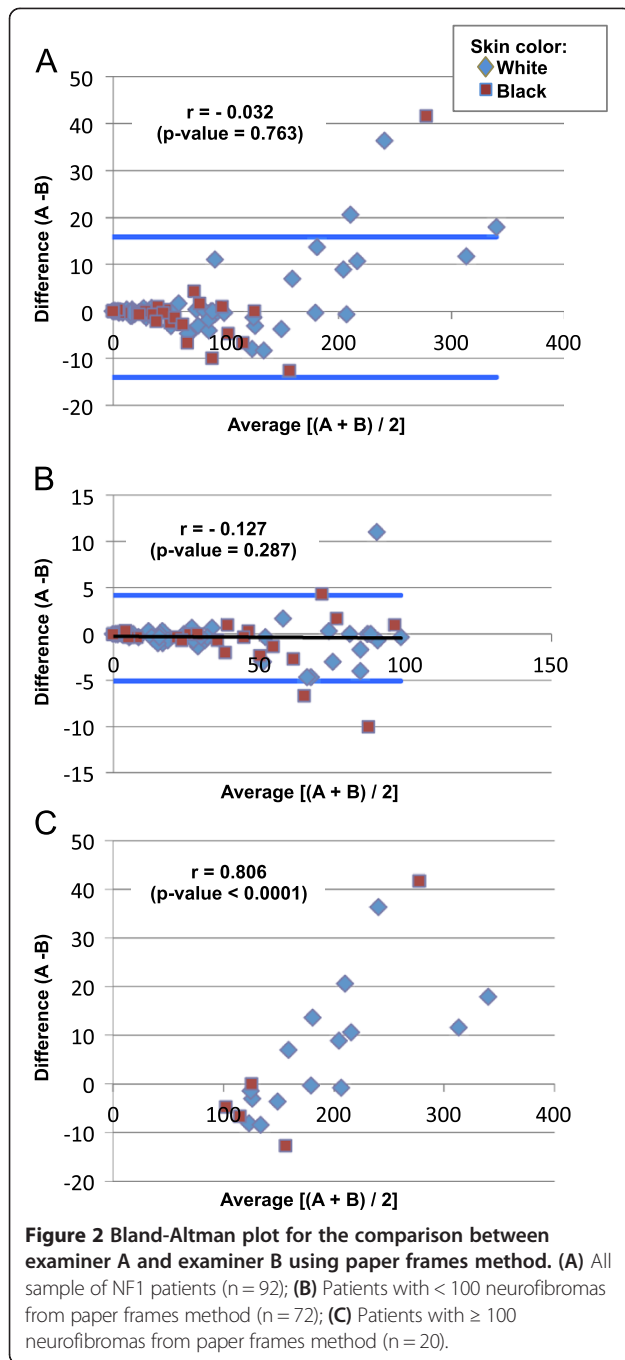 Skin color:
White
Black
A
50
40
30
20
10
0
-10
-20
r = - 0.032
(p-value = 0.763)
Difference (A -B)
0
100
200
300
400
Average [(A + B) / 2]
B
15
10
5
0
-5
-10
-15
r = - 0.127
(p-value = 0.287)
Difference (A -B)
0
50
100
150
Average [(A + B) / 2]
C
50
40
30
20
10
0
-10
-20
r = 0.806
(p-value < 0.0001)
Difference (A -B)
0
100
200
300
400
Average [(A + B) / 2]
Figure 2 Bland-Altman plot for the comparison between
examiner A and examiner B using paper frames method. (A) All
sample of NF1 patients (n = 92); (B) Patients with < 100 neurofibromas
from paper frames method (n = 72); (C) Patients with ≥ 100
neurofibromas from paper frames method (n = 20).